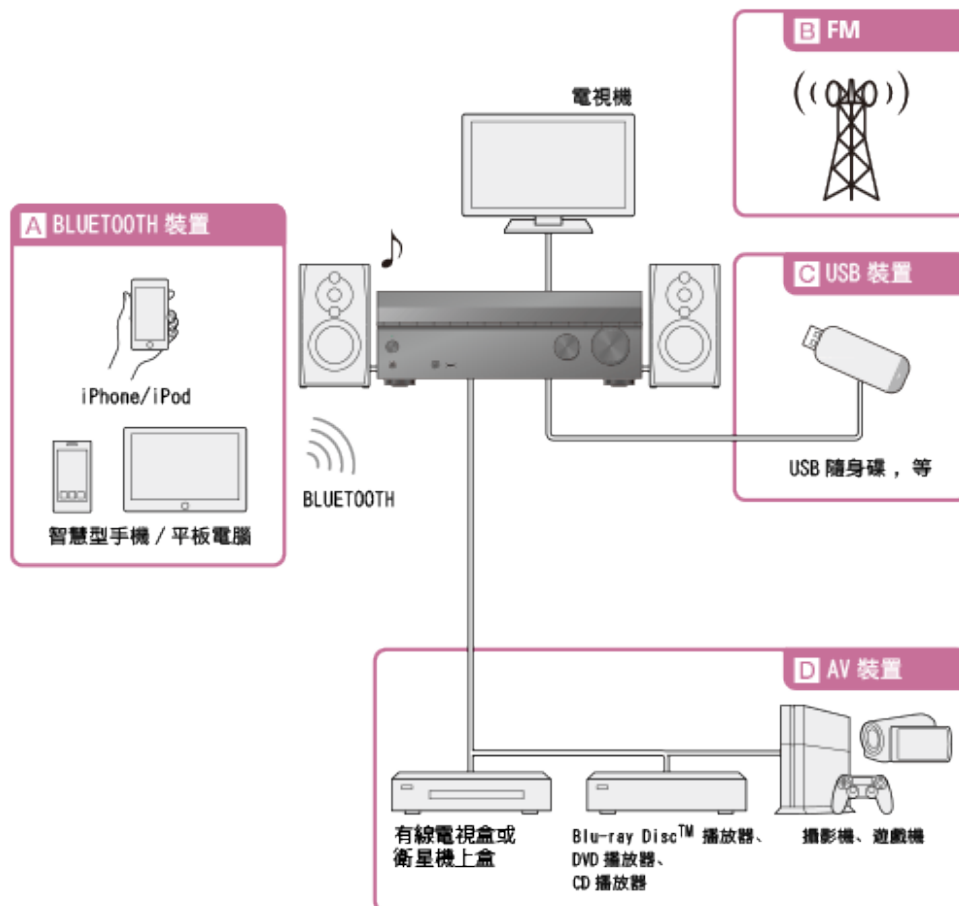 B FM
電視機
A BLUETOOTH 裝置
C USB 裝置
iPhone/iPod
BLUETOOTH
智慧型手機 / 平板電腦
USB 隨身碟 , 等
D AV 裝置
有線電視盒或
衛星機上盒
Blu-ray Disc™ 播放器、
DVD 播放器、
CD 播放器
攝影機、遊戲機